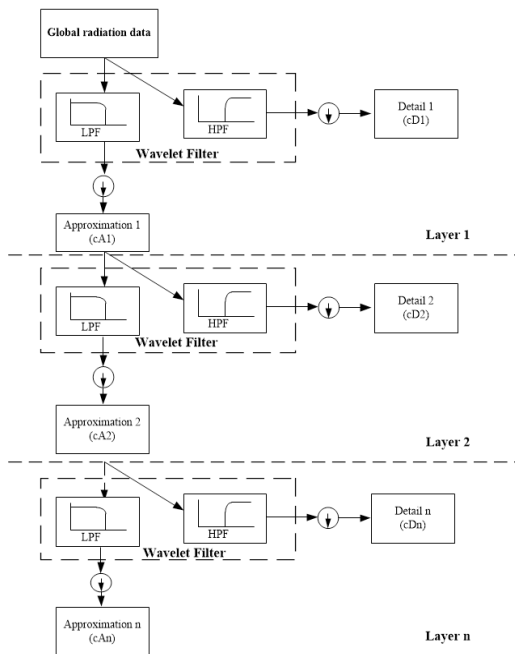 Global radiation data
LPF
HPF
Wavelet Filter
Detail 1
(cD1)
Approximation 1
(cA1)
Layer 1
LPF
HPF
Wavelet Filter
Detail 2
(cD2)
Approximation 2
(cA2)
Layer 2
LPF
HPF
Wavelet Filter
Detail n
(cDn)
Approximation n
(cAn)
Layer n